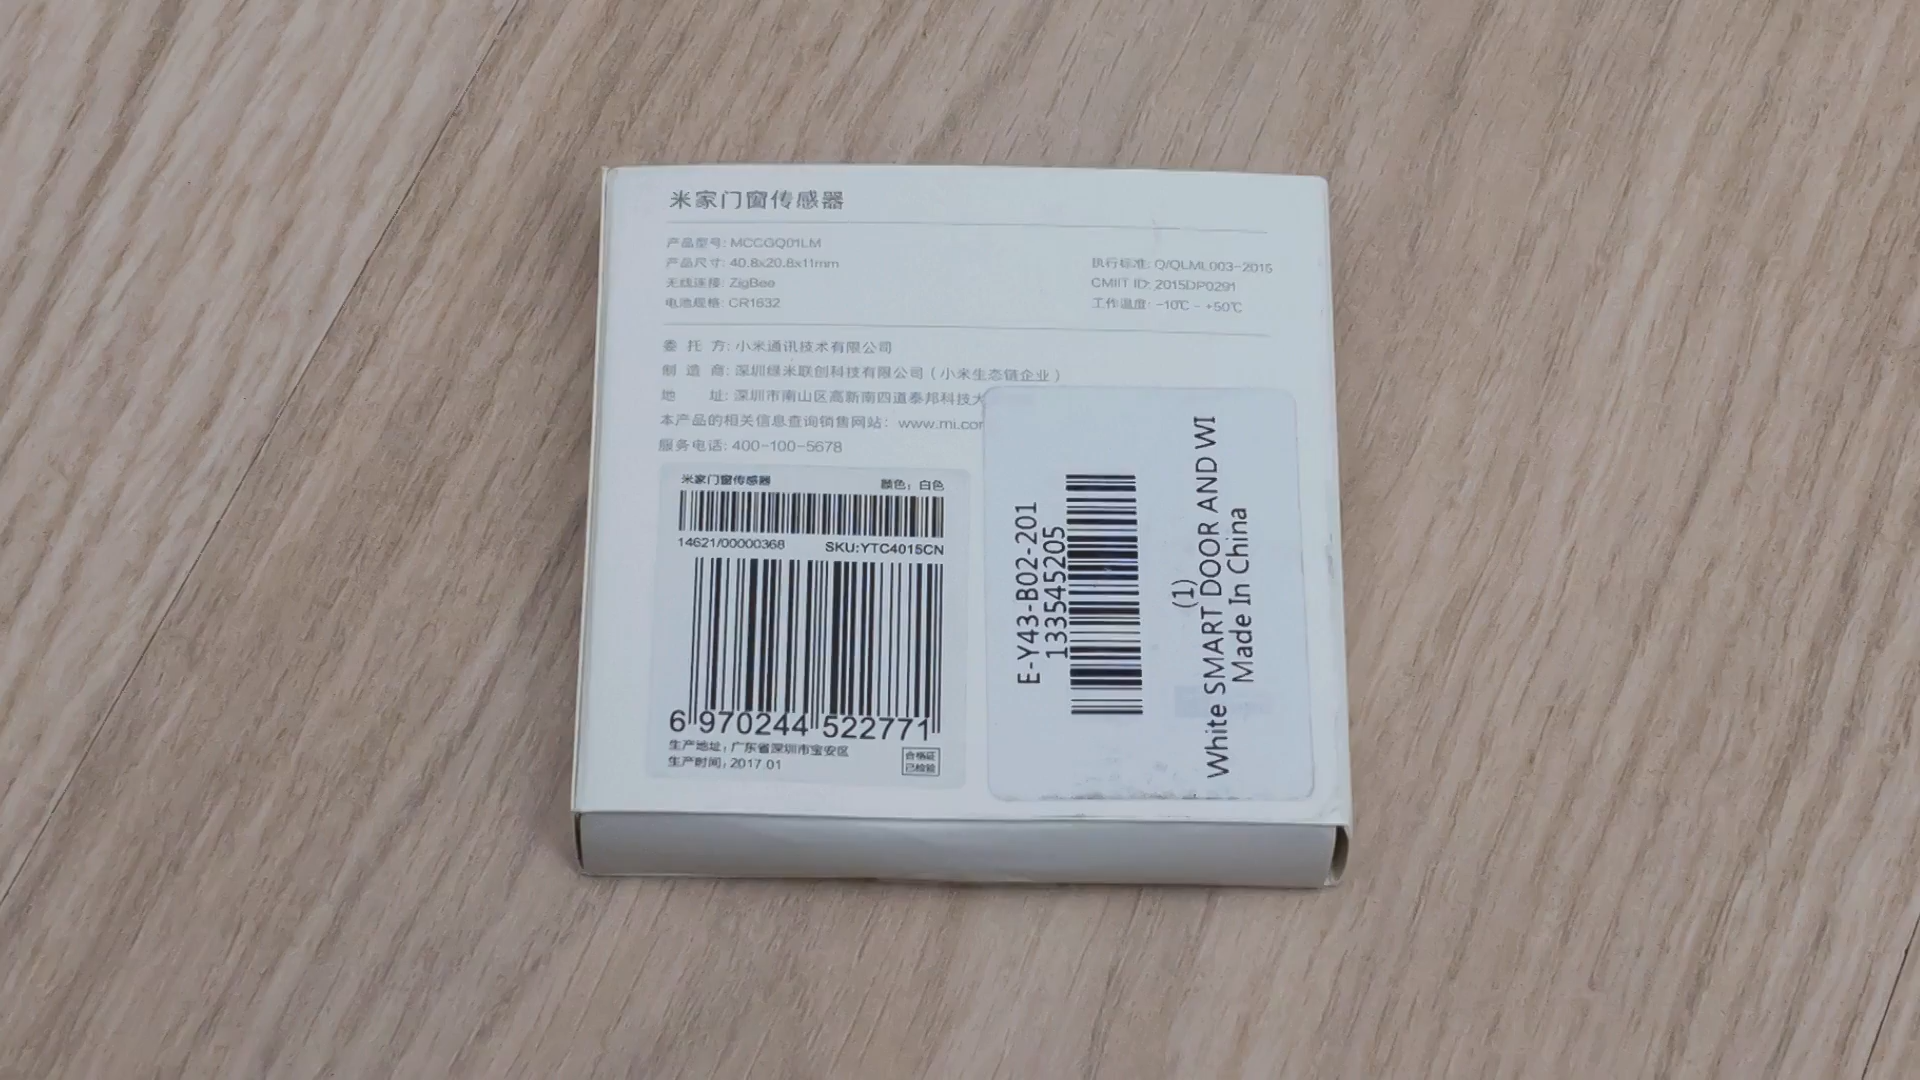 米家门窗传感器
产品型号: MCCGQ01LM
产品尺寸: 40.8x20.8x11mm
无线连接: ZigBee
电池规格: CR1632
执行标准: Q/QLML003-2015
CMIIT ID: 2015DP0291
工作温度: -10℃ - +50℃
委 托 方: 小米通讯技术有限公司
制 造 商: 深圳绿米联创科技有限公司（小米生态链企业）
地 址: 深圳市南山区高新南四道泰邦科技大
本产品的相关信息查询销售网站: www.mi.com
服务电话: 400-100-5678
米家门窗传感器 颜色: 白色
14621/00000368 SKU:YTC4015CN
6 970244 522771
生产地址: 广东省深圳市宝安区
生产时间: 2017 01
合格证
已检验
E-Y43-B02-201
133545205
(1)
White SMART DOOR AND WI
Made In China